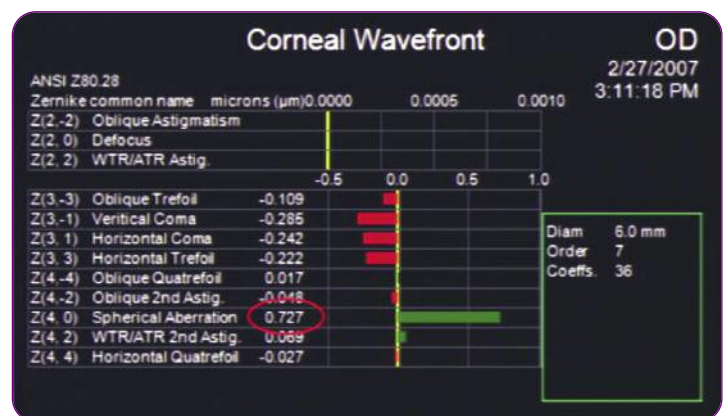 Corneal Wavefront
OD
2/27/2007
3:11:18 PM
ANSI Z80.28
Zernike common name microns (µm) 0.0000 0.0005 0.0010
Z(2,-2) Oblique Astigmatism
Z(2, 0) Defocus
Z(2, 2) WTR/ATR Astig.
-0.5 0.0 0.5 1.0
Z(3,-3) Oblique Trefoil -0.109
Z(3,-1) Veritical Coma -0.285
Z(3, 1) Horizontal Coma -0.242
Z(3, 3) Horizontal Trefoil -0.222
Z(4,-4) Oblique Quatrefoil 0.017
Z(4,-2) Oblique 2nd Astig. -0.048
Z(4, 0) Spherical Aberration 0.727
Z(4, 2) WTR/ATR 2nd Astig. 0.069
Z(4, 4) Horizontal Quatrefoil -0.027
Diam 6.0 mm
Order 7
Coeffs. 36